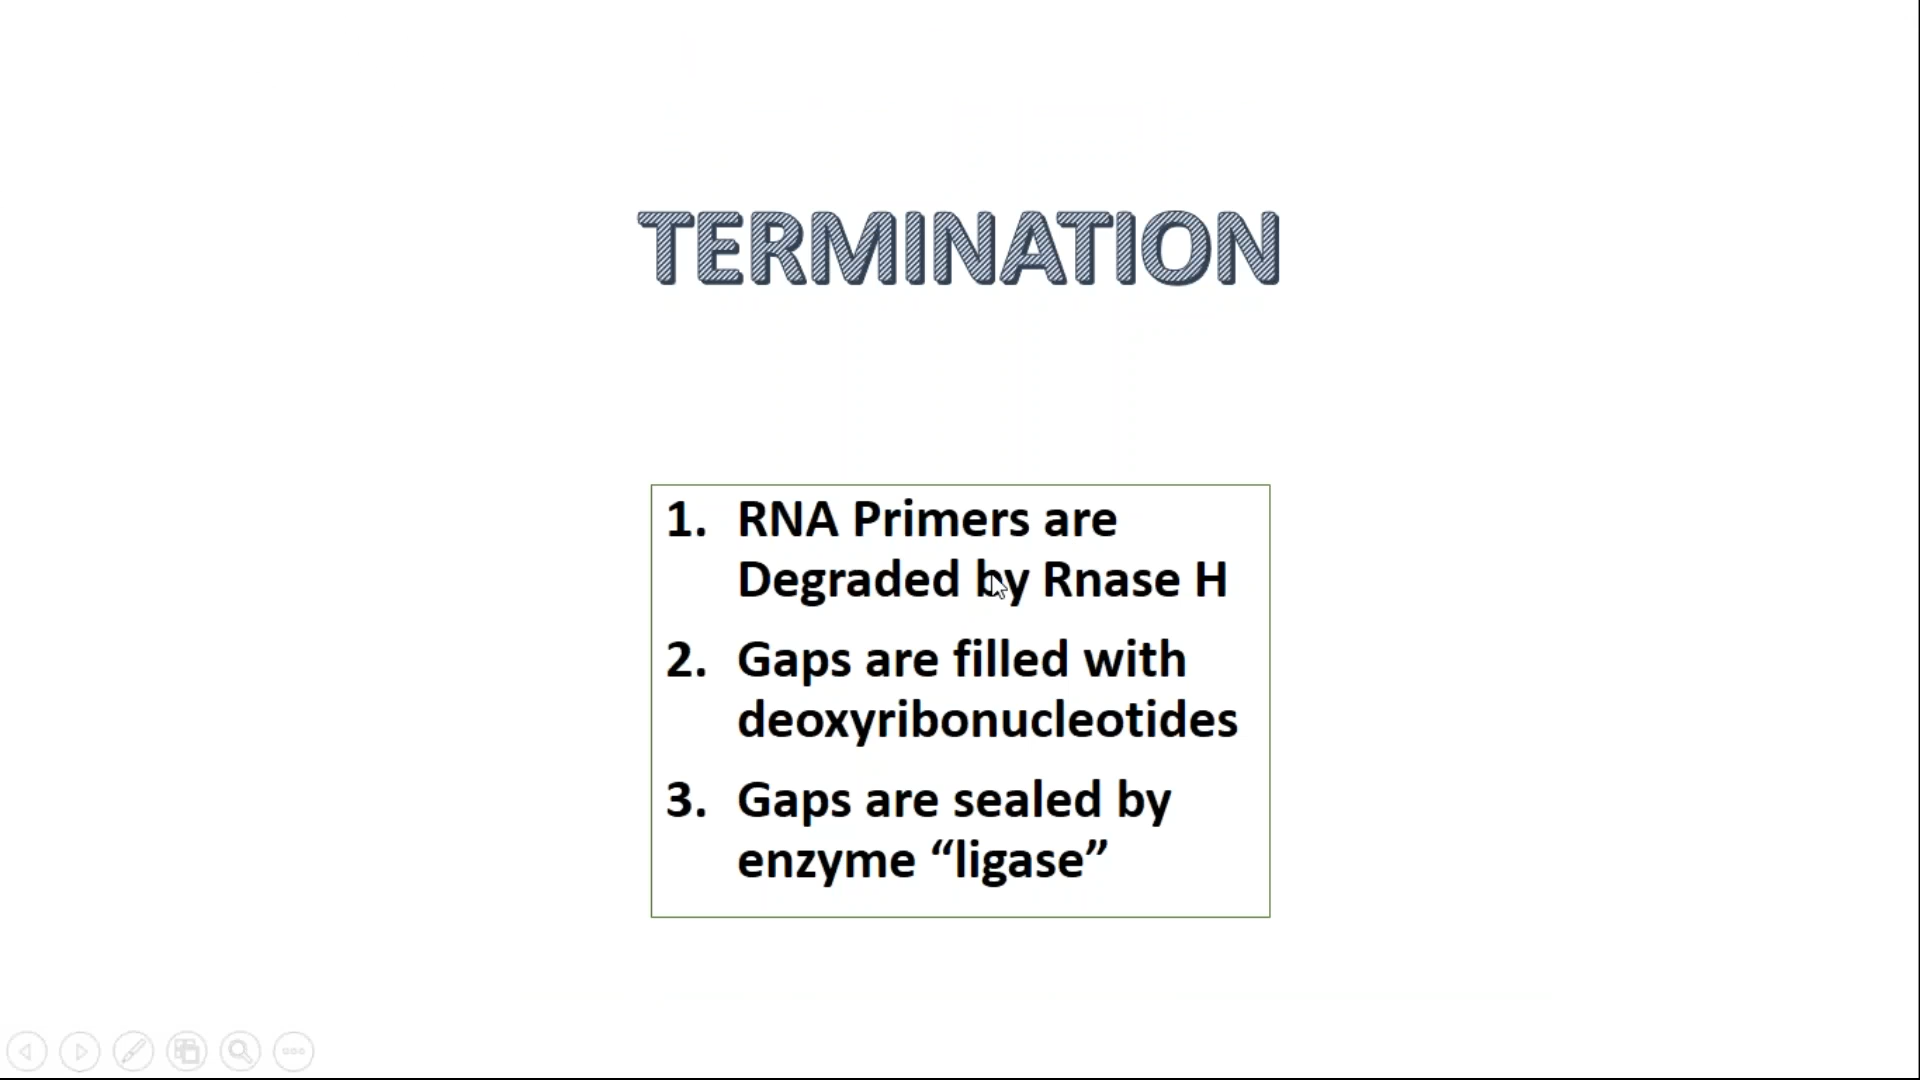 TERMINATION
1. RNA Primers are
Degraded by Rnase H
2. Gaps are filled with
deoxyribonucleotides
3. Gaps are sealed by
enzyme “ligase”